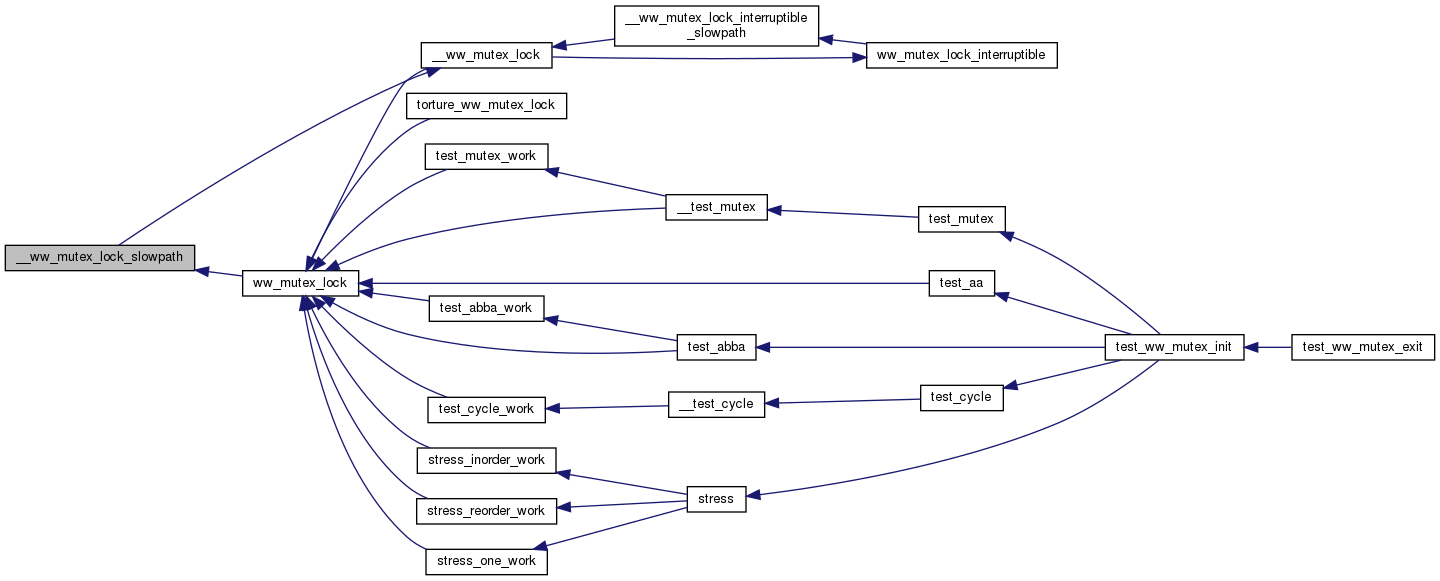 __ww_mutex_lock_interruptible
_slowpath
__ww_mutex_lock
ww_mutex_lock_interruptible
torture_ww_mutex_lock
test_mutex_work
__test_mutex
test_mutex
__ww_mutex_lock_slowpath
ww_mutex_lock
test_aa
test_abba_work
test_abba
test_ww_mutex_init
test_ww_mutex_exit
test_cycle_work
__test_cycle
test_cycle
stress_inorder_work
stress
stress_reorder_work
stress_one_work